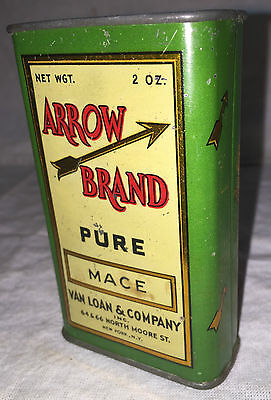 NET WGT. 2 OZ.
ARROW
BRAND
PURE
MACE
VAN LOAN & COMPANY
INC.
64 & 66 NORTH MOORE ST.
NEW YORK, N.Y.